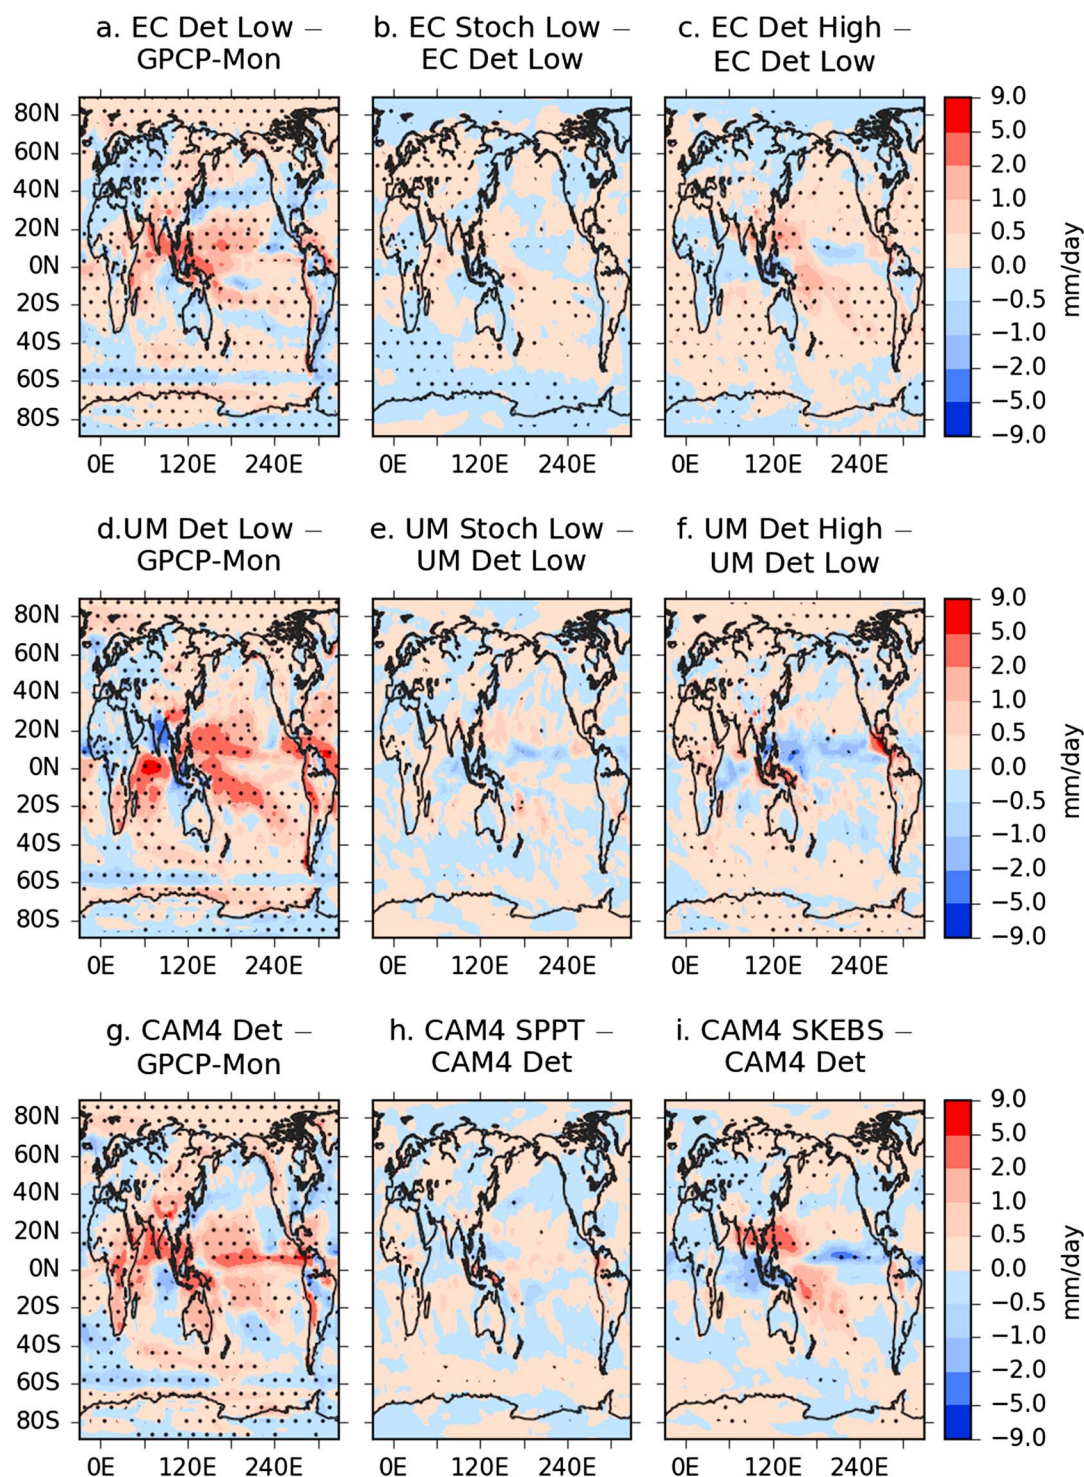 a. EC Det Low —
GPCP-Mon
b. EC Stoch Low —
EC Det Low
c. EC Det High —
EC Det Low
80N
60N
40N
20N
0N
20S
40S
60S
80S
0E 120E 240E
0E 120E 240E
0E 120E 240E
9.0
5.0
2.0
1.0
0.5
0.0
−0.5
−1.0
−2.0
−5.0
−9.0
mm/day
d.UM Det Low —
GPCP-Mon
e. UM Stoch Low —
UM Det Low
f. UM Det High —
UM Det Low
80N
60N
40N
20N
0N
20S
40S
60S
80S
0E 120E 240E
0E 120E 240E
0E 120E 240E
9.0
5.0
2.0
1.0
0.5
0.0
−0.5
−1.0
−2.0
−5.0
−9.0
mm/day
g. CAM4 Det —
GPCP-Mon
h. CAM4 SPPT —
CAM4 Det
i. CAM4 SKEBS —
CAM4 Det
80N
60N
40N
20N
0N
20S
40S
60S
80S
0E 120E 240E
0E 120E 240E
0E 120E 240E
9.0
5.0
2.0
1.0
0.5
0.0
−0.5
−1.0
−2.0
−5.0
−9.0
mm/day